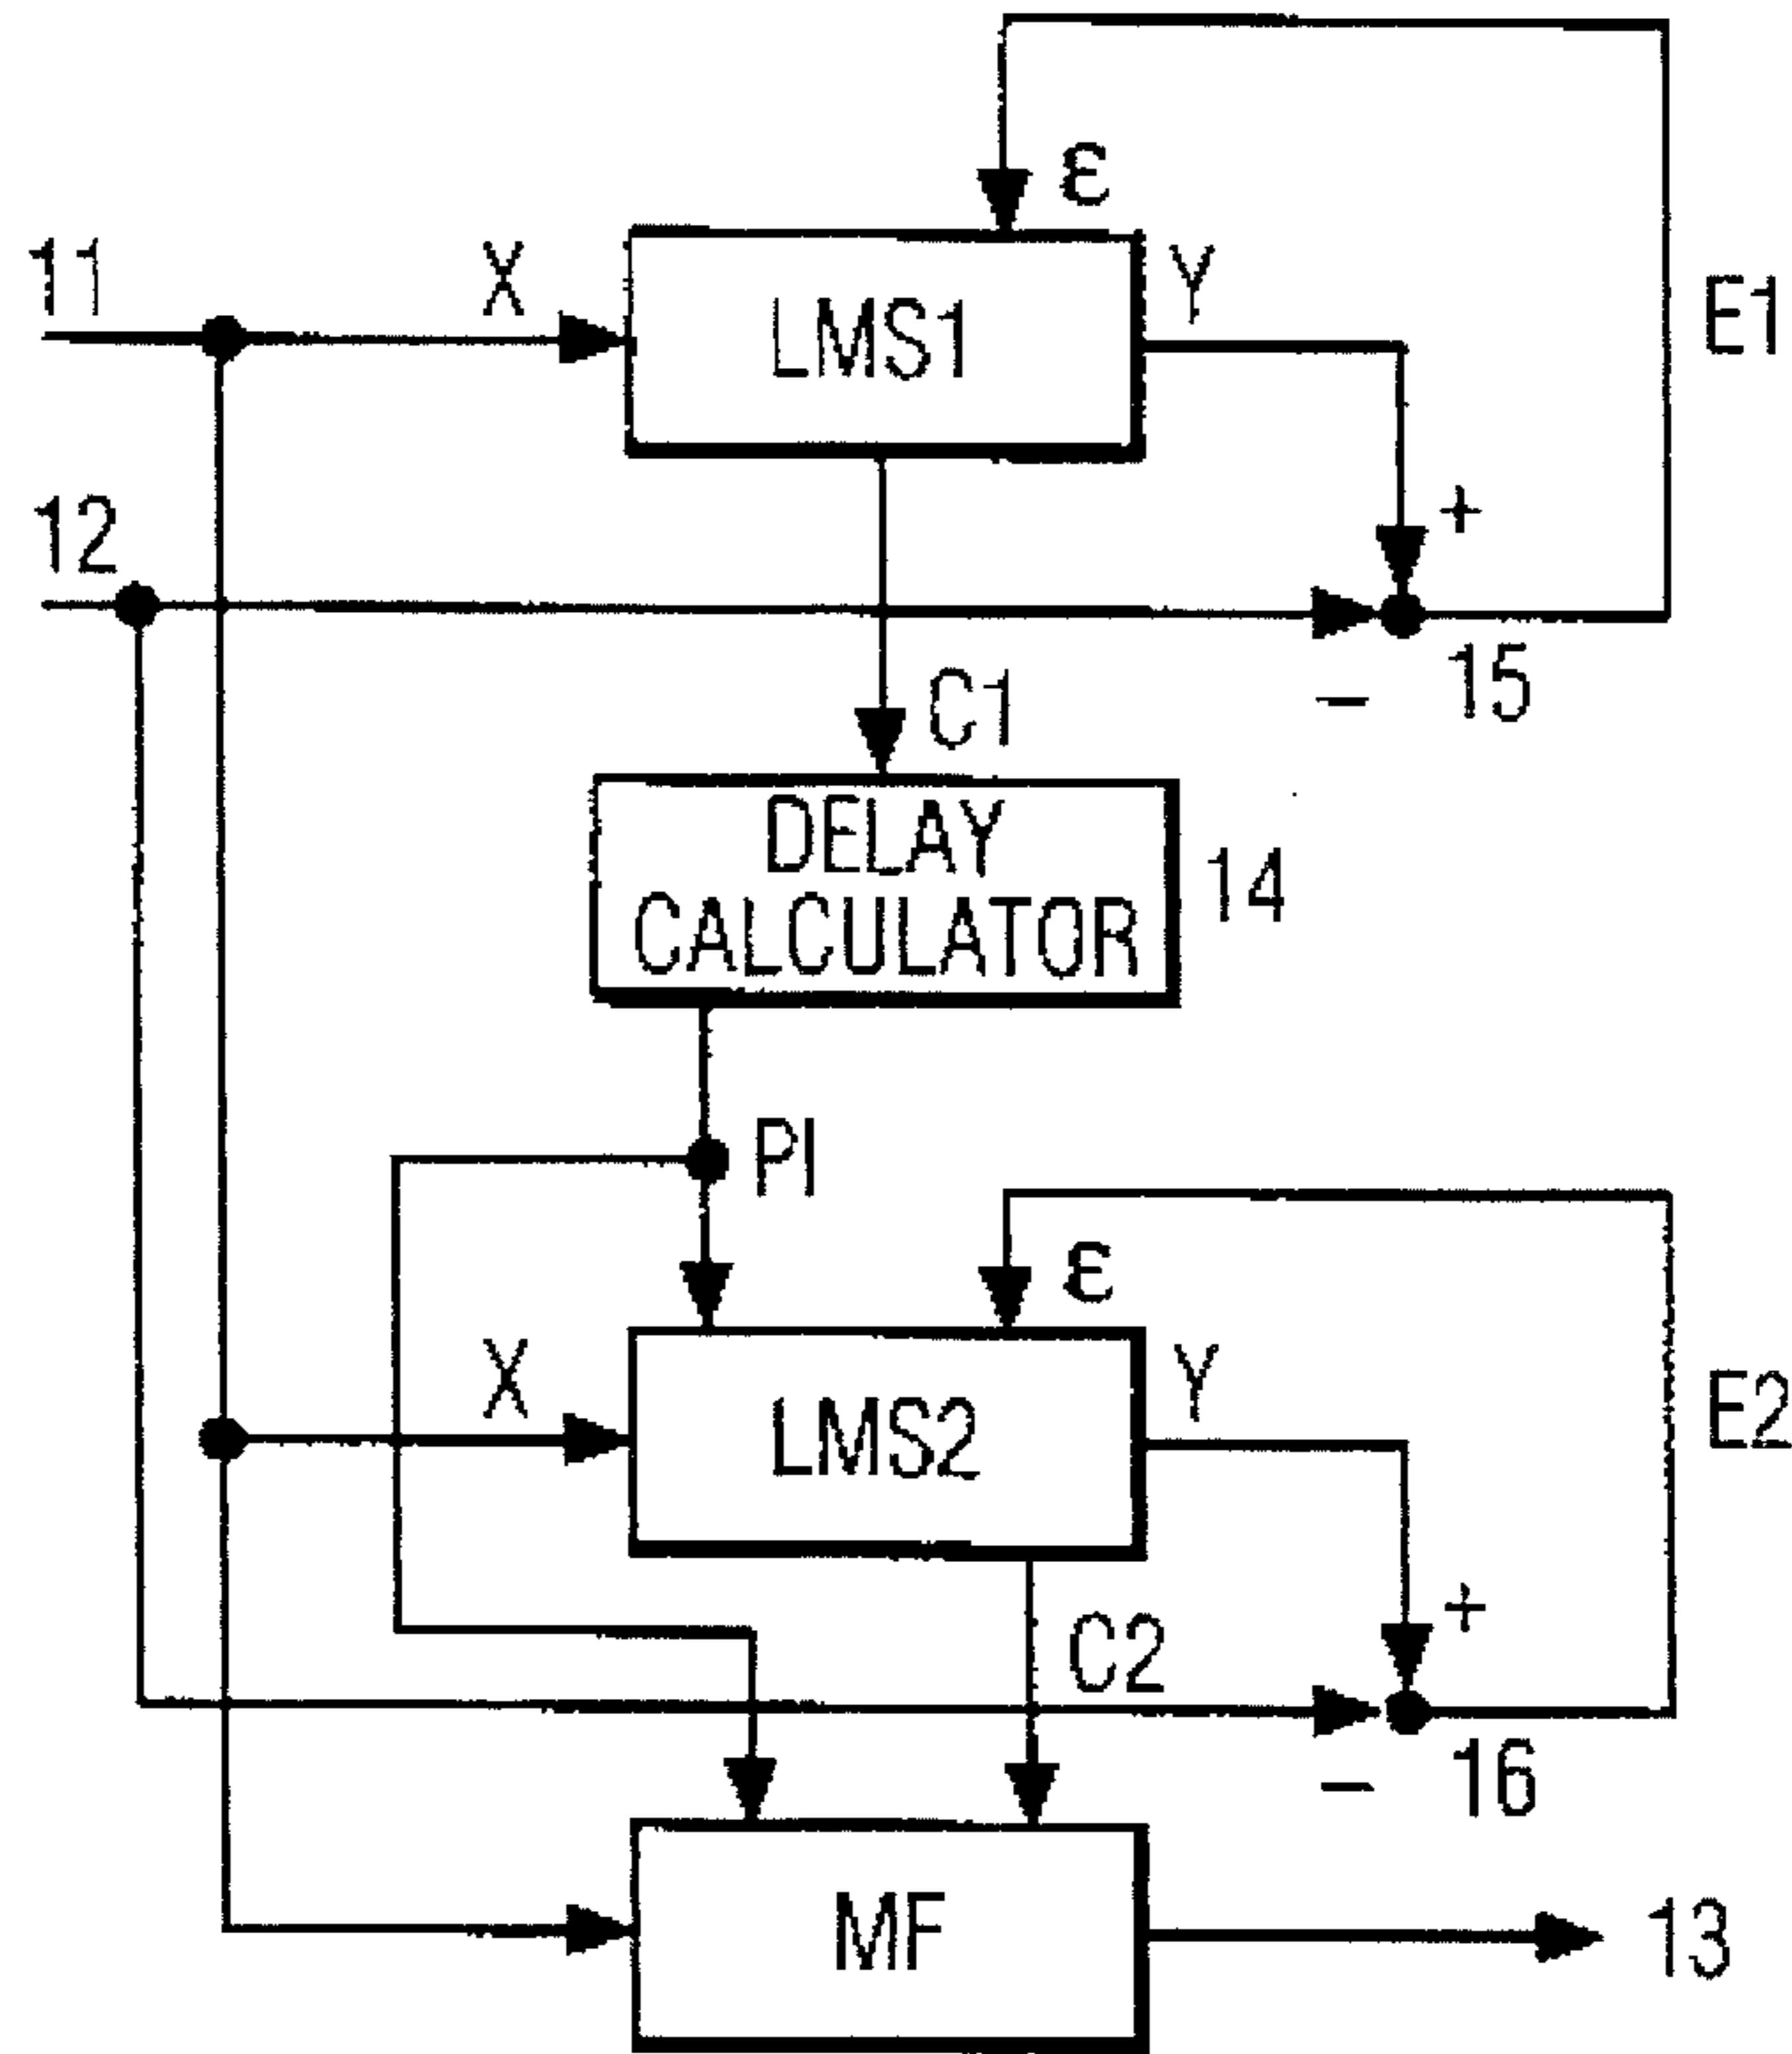 ε
11
X
LMS1
Y
E1
12
+
-
15
C1
DELAY
CALCULATOR
14
PI
ε
X
LMS2
Y
E2
C2
+
-
16
MF
13